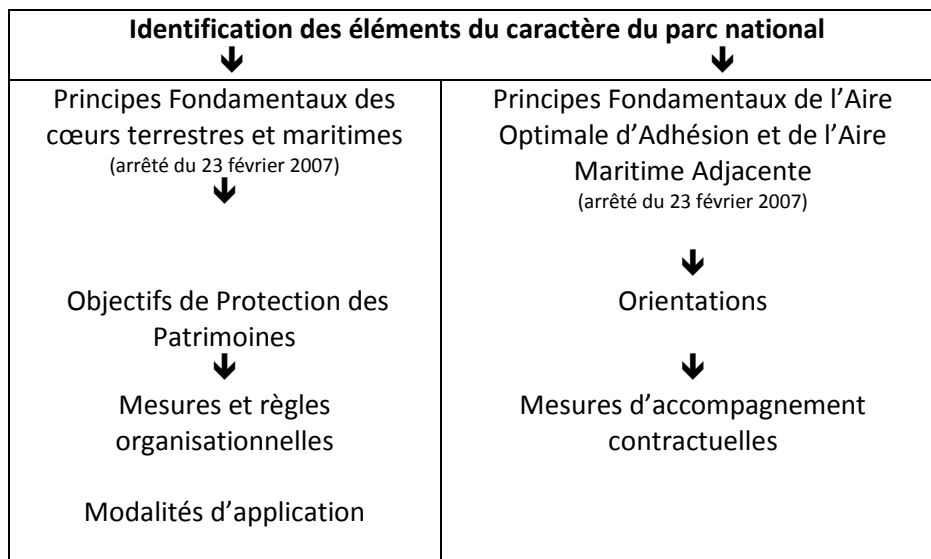 Identification des éléments du caractère du parc national
Principes Fondamentaux des
cœurs terrestres et maritimes
(arrêté du 23 février 2007)
Objectifs de Protection des
Patrimoines
Mesures et règles
organisationnelles
Modalités d’application
Principes Fondamentaux de l’Aire
Optimale d’Adhésion et de l’Aire
Maritime Adjacente
(arrêté du 23 février 2007)
Orientations
Mesures d’accompagnement
contractuelles